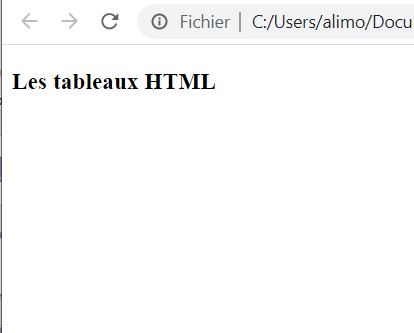 Fichier | C:/Users/alimo/Docu
Les tableaux HTML